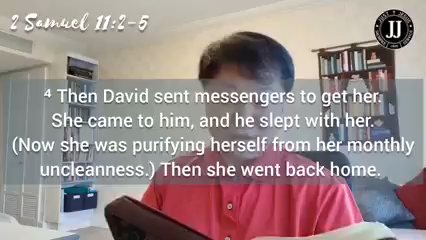 2 Samuel 11:2-5
JJ
⁴ Then David sent messengers to get her.
She came to him, and he slept with her.
(Now she was purifying herself from her monthly
uncleanness.) Then she went back home.